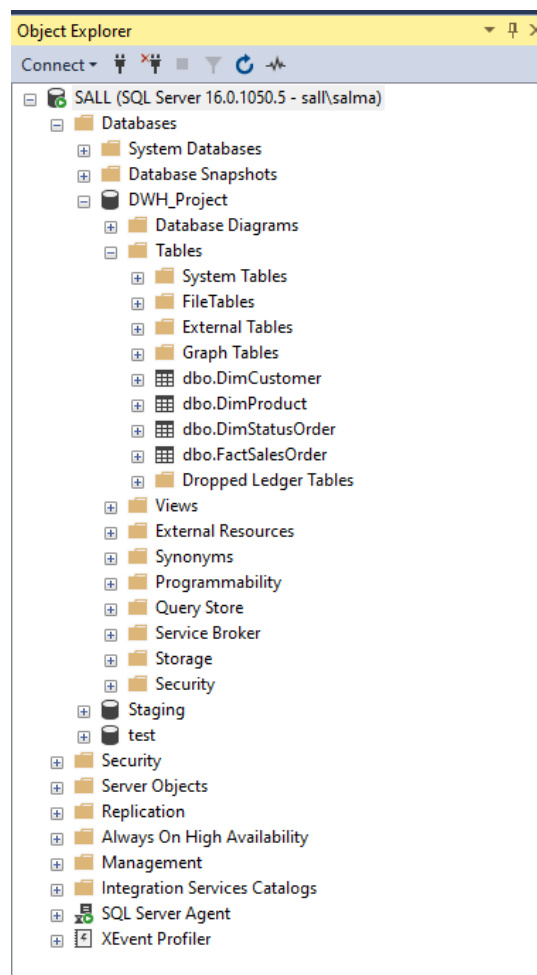 Object Explorer
Connect
SALL (SQL Server 16.0.1050.5 - sall\salma)
Databases
System Databases
Database Snapshots
DWH_Project
Database Diagrams
Tables
System Tables
FileTables
External Tables
Graph Tables
dbo.DimCustomer
dbo.DimProduct
dbo.DimStatusOrder
dbo.FactSalesOrder
Dropped Ledger Tables
Views
External Resources
Synonyms
Programmability
Query Store
Service Broker
Storage
Security
Staging
test
Security
Server Objects
Replication
Always On High Availability
Management
Integration Services Catalogs
SQL Server Agent
XEvent Profiler